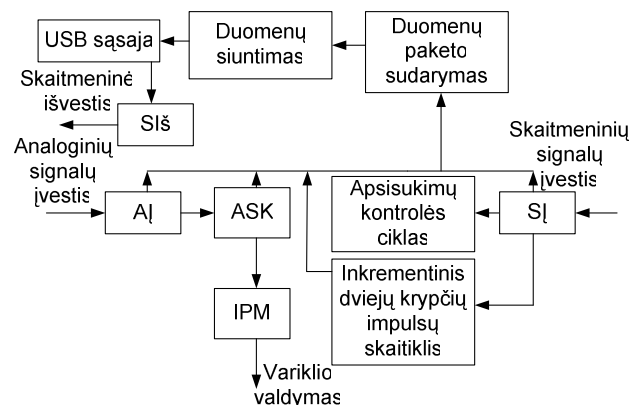 USB sąsaja
Duomenų
siuntimas
Duomenų
paketo
sudarymas
Skaitmeninė
išvestis
SIš
Analoginių
signalų
įvestis
Skaitmeninių
signalų
įvestis
AĮ
ASK
Apsisukimų
kontrolės
ciklas
SĮ
Inkrementinis
dviejų krypčių
impulsų
skaitiklis
IPM
Variklio
valdymas